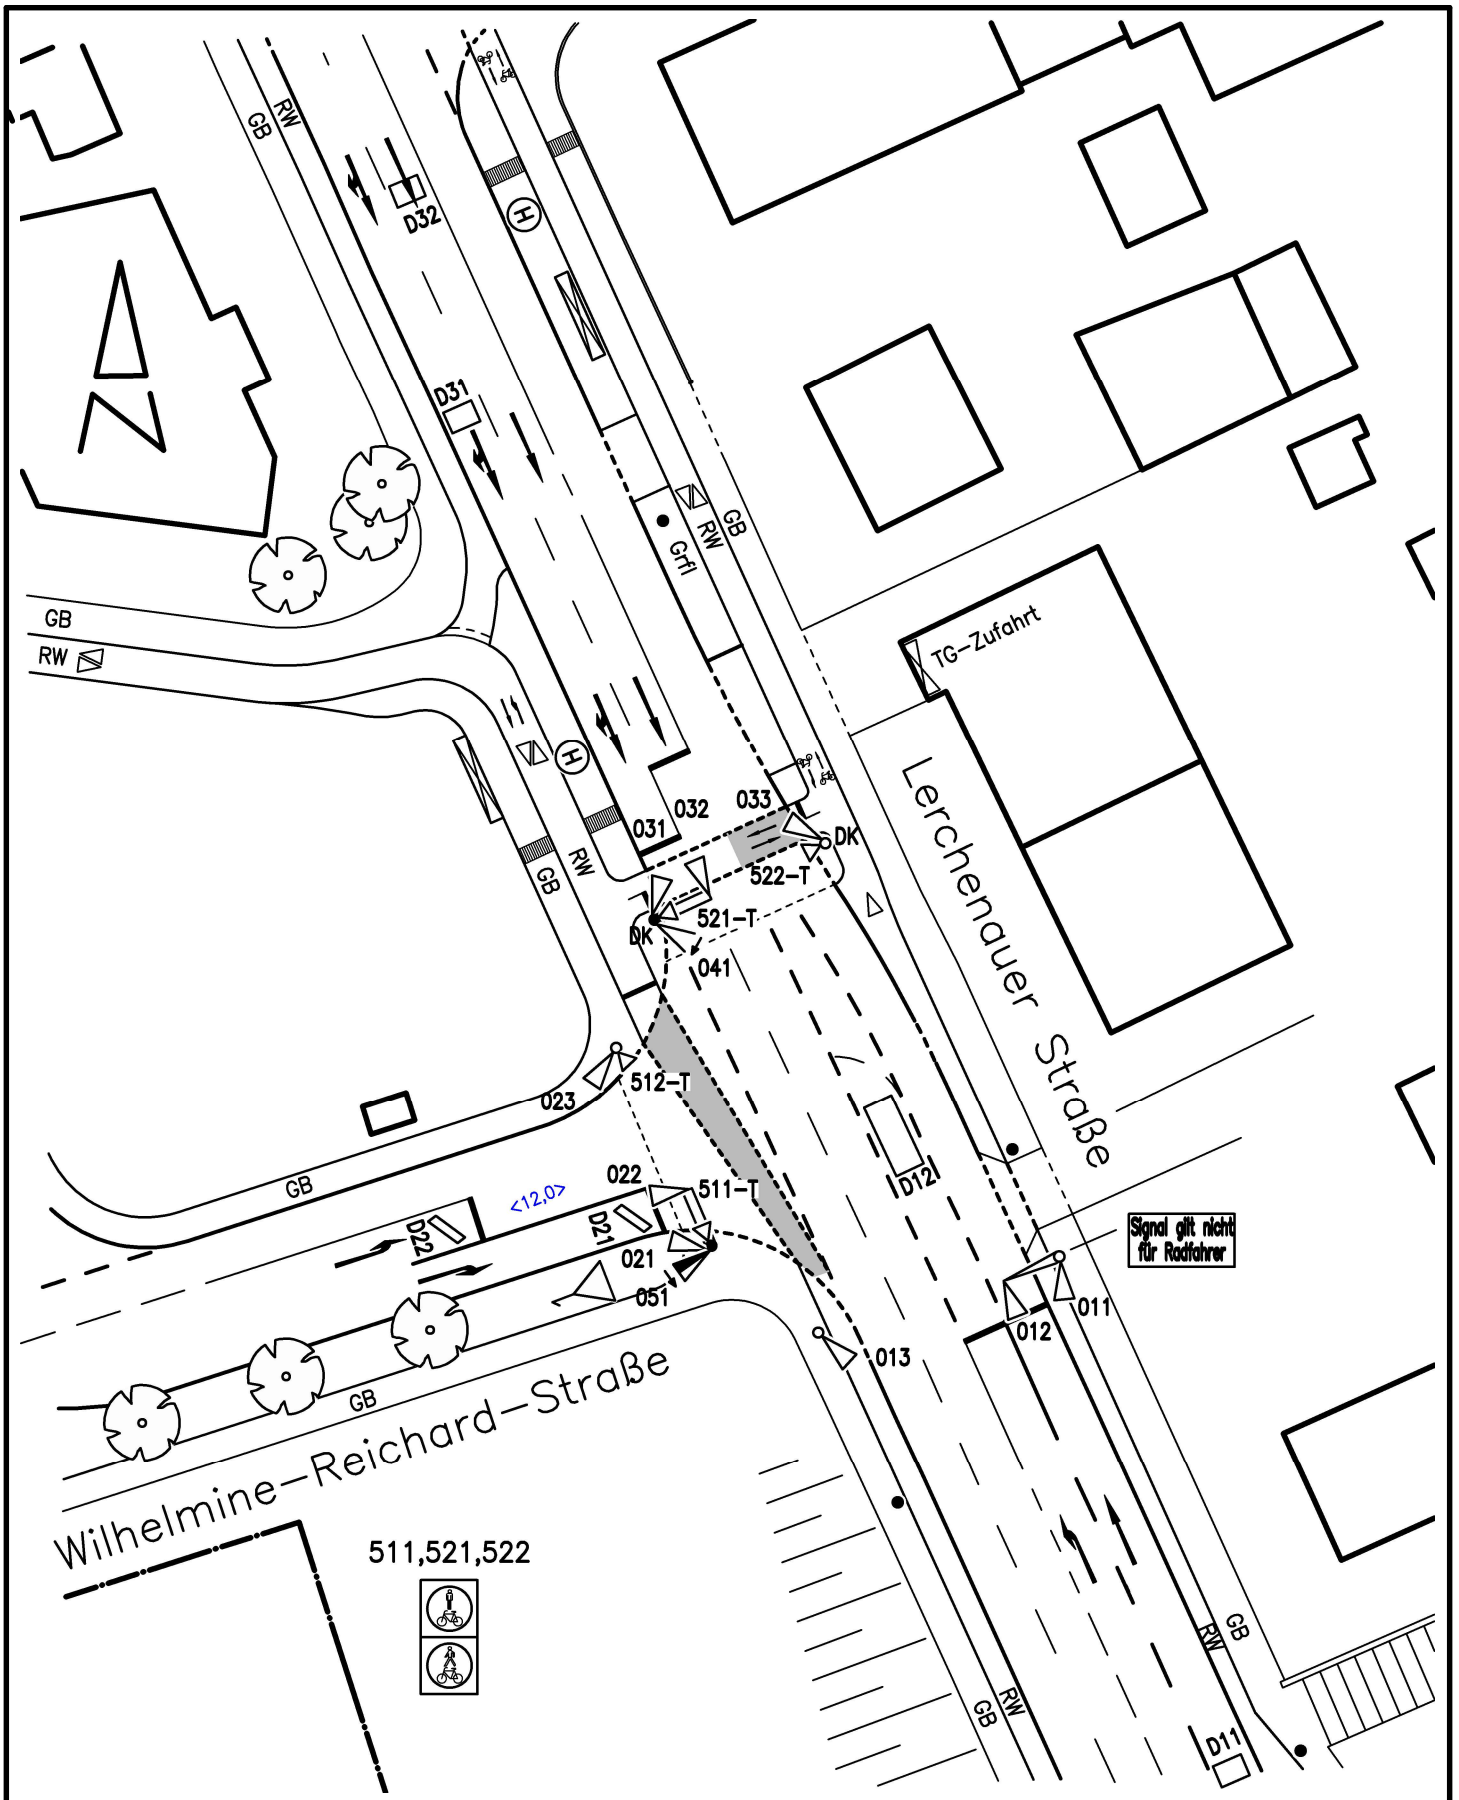 RW
GB
D32
H
D31
RW
GB
Grfl
GB
RW
TG-Zufahrt
H
033
032
031
DK
522-T
RW
GB
521-T
DK
041
Lerchenauer Straße
512-T
023
D12
022
511-T
GB
<12,0>
D21
D22
021
051
Signal gilt nicht
für Radfahrer
011
012
013
GB
Wilhelmine-Reichard-Straße
511,521,522
GB
RW
GB
RW
D11